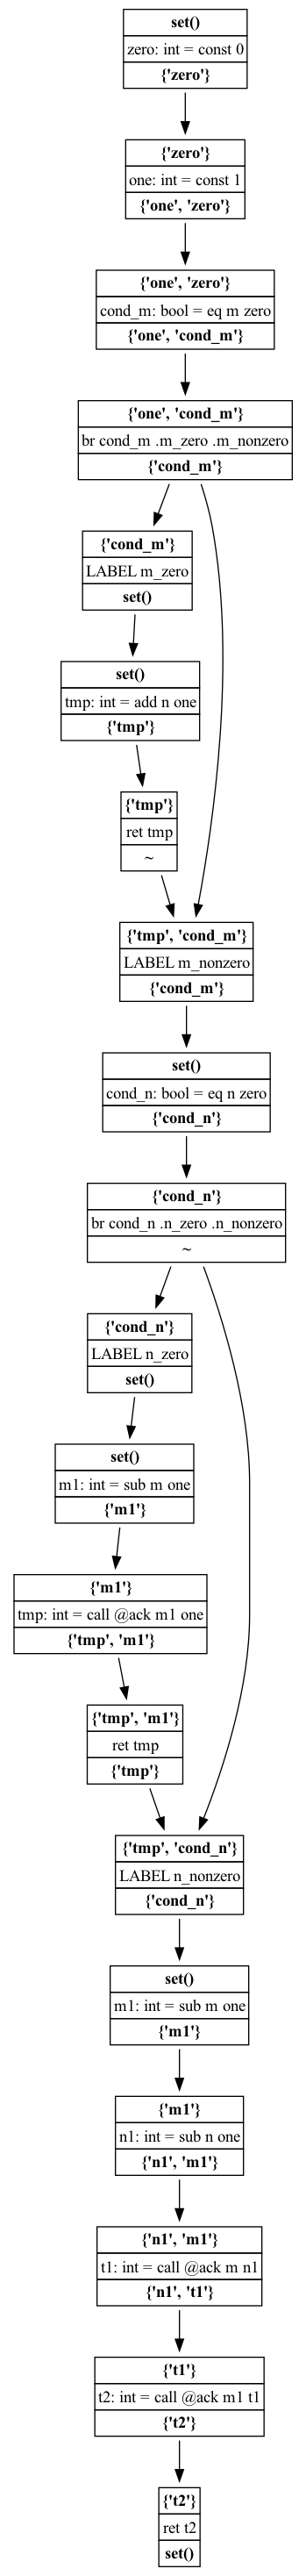 set()
zero: int = const 0
{'zero'}
{'zero'}
one: int = const 1
{'one', 'zero'}
{'one', 'zero'}
cond_m: bool = eq m zero
{'one', 'cond_m'}
{'one', 'cond_m'}
br cond_m .m_zero .m_nonzero
{'cond_m'}
{'cond_m'}
LABEL m_zero
set()
set()
tmp: int = add n one
{'tmp'}
{'tmp'}
ret tmp
~
{'tmp', 'cond_m'}
LABEL m_nonzero
{'cond_m'}
set()
cond_n: bool = eq n zero
{'cond_n'}
{'cond_n'}
br cond_n .n_zero .n_nonzero
~
{'cond_n'}
LABEL n_zero
set()
set()
m1: int = sub m one
{'m1'}
{'m1'}
tmp: int = call @ack m1 one
{'tmp', 'm1'}
{'tmp', 'm1'}
ret tmp
{'tmp'}
{'tmp', 'cond_n'}
LABEL n_nonzero
{'cond_n'}
set()
m1: int = sub m one
{'m1'}
{'m1'}
n1: int = sub n one
{'n1', 'm1'}
{'n1', 'm1'}
t1: int = call @ack m n1
{'n1', 't1'}
{'t1'}
t2: int = call @ack m1 t1
{'t2'}
{'t2'}
ret t2
set()